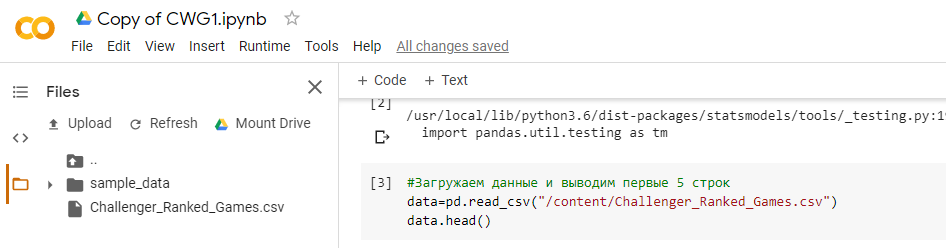 Copy of CWG1.ipynb
File Edit View Insert Runtime Tools Help All changes saved
Files
Upload Refresh Mount Drive
..
sample_data
Challenger_Ranked_Games.csv
+ Code + Text
[2]
/usr/local/lib/python3.6/dist-packages/statsmodels/tools/_testing.py:19
import pandas.util.testing as tm
[3] #Загружаем данные и выводим первые 5 строк
data=pd.read_csv("/content/Challenger_Ranked_Games.csv")
data.head()